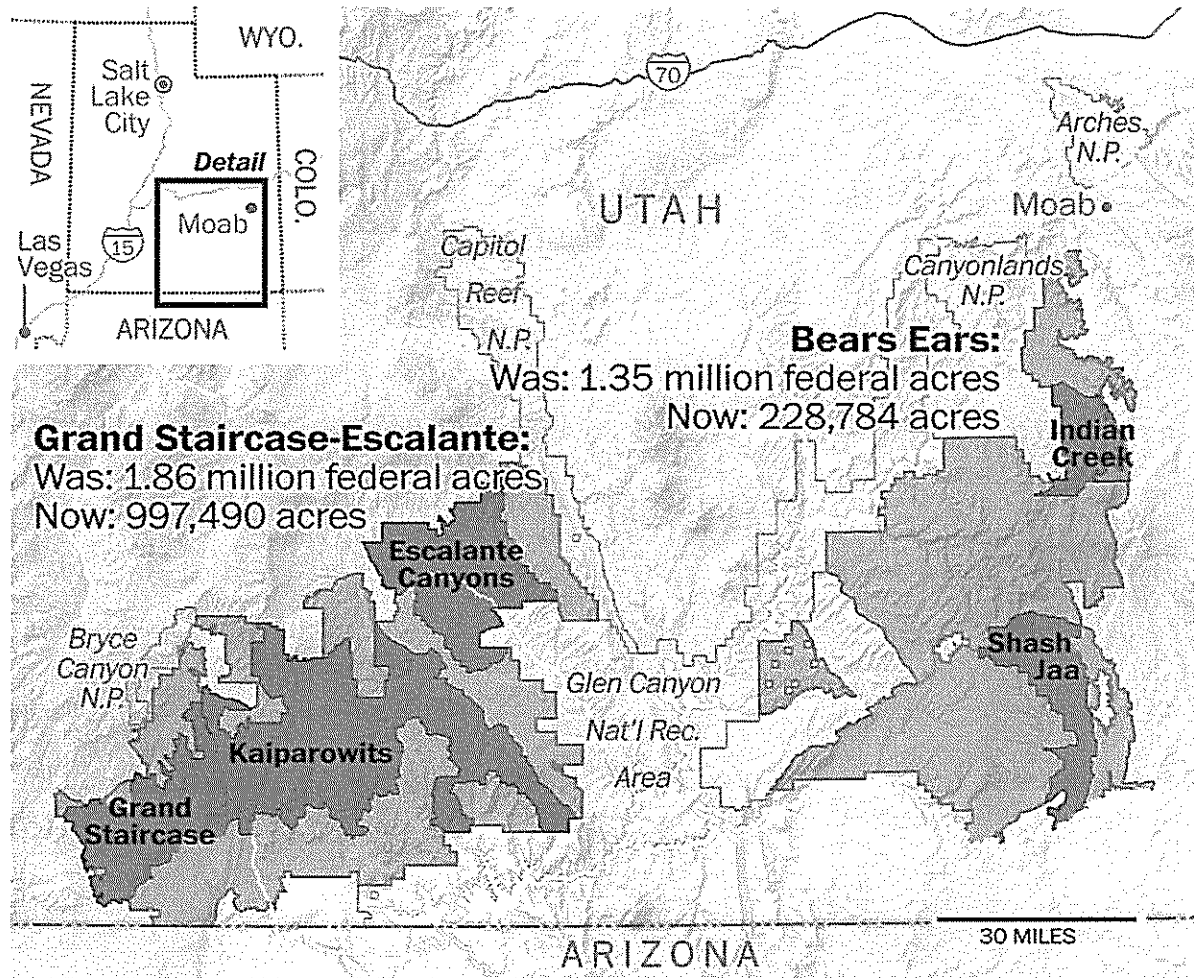 WYO.
Salt
Lake
City
NEVADA
Detail
COLO.
Moab
15
Las
Vegas
ARIZONA
70
Arches
N.P.
UTAH
Moab
Capitol
Reef
N.P.
Canyonlands
N.P.
Bears Ears:
Was: 1.35 million federal acres
Now: 228,784 acres
Indian
Creek
Grand Staircase-Escalante:
Was: 1.86 million federal acres
Now: 997,490 acres
Escalante
Canyons
Bryce
Canyon
N.P.
Shash
Jaa
Glen Canyon
Nat'l Rec.
Area
Kaiparowits
Grand
Staircase
30 MILES
ARIZONA